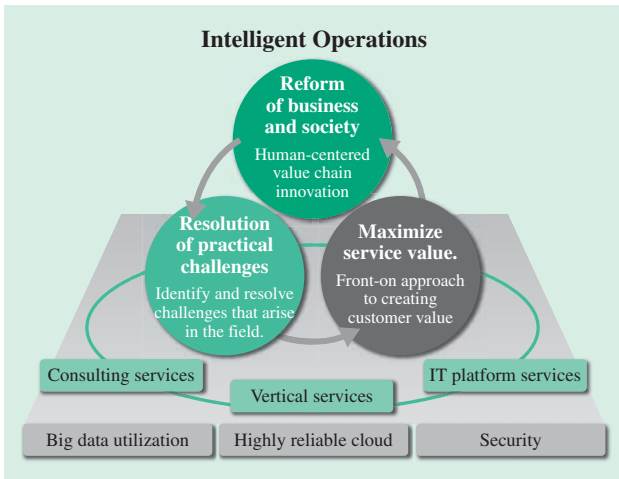 Intelligent Operations
Reform
of business
and society
Human-centered
value chain
innovation
Resolution
of practical
challenges
Identify and resolve
challenges that arise
in the field.
Maximize
service value.
Front-on approach
to creating
customer value
Consulting services
Vertical services
IT platform services
Big data utilization
Highly reliable cloud
Security